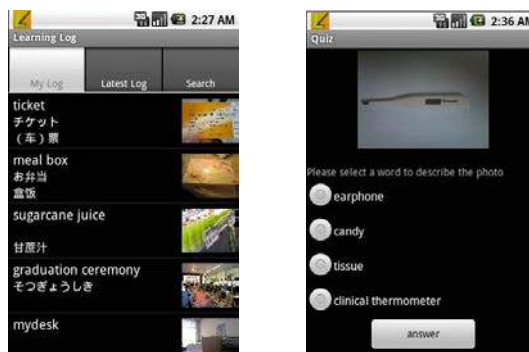 2:27 AM
Learning Log
My Log
Latest Log
Search
ticket
チケット
（车）票
meal box
お弁当
盒饭
sugarcane juice
甘蔗汁
graduation ceremony
そつぎょうしき
mydesk
2:36 AM
Quiz
Please select a word to describe the photo
earphone
candy
tissue
clinical thermometer
answer